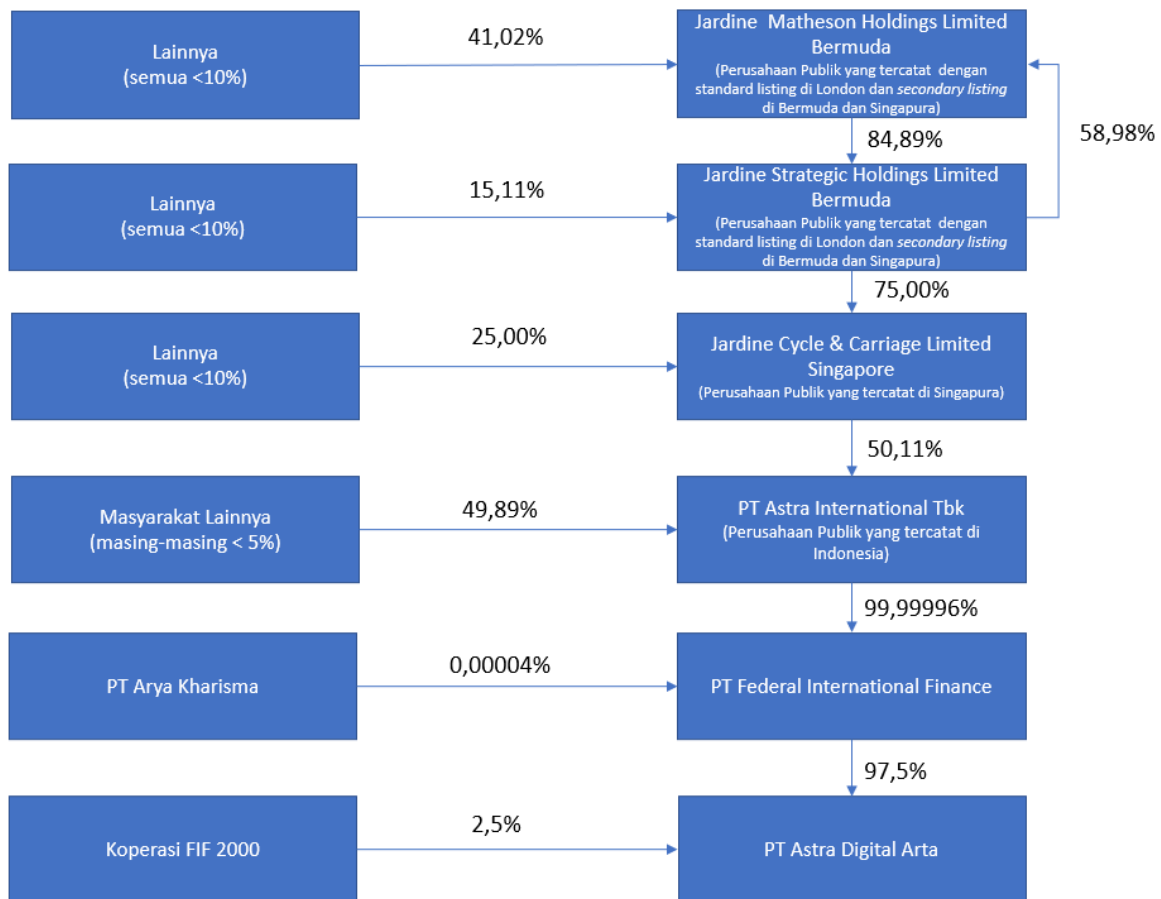 Lainnya
(semua <10%)
41,02%
Jardine  Matheson Holdings Limited
Bermuda
(Perusahaan Publik yang tercatat  dengan
standard listing di London dan secondary listing
di Bermuda dan Singapura)
84,89%
58,98%
Lainnya
(semua <10%)
15,11%
Jardine Strategic Holdings Limited
Bermuda
(Perusahaan Publik yang tercatat  dengan
standard listing di London dan secondary listing
di Bermuda dan Singapura)
75,00%
Lainnya
(semua <10%)
25,00%
Jardine Cycle & Carriage Limited
Singapore
(Perusahaan Publik yang tercatat di Singapura)
50,11%
Masyarakat Lainnya
(masing-masing < 5%)
49,89%
PT Astra International Tbk
(Perusahaan Publik yang tercatat di
Indonesia)
99,99996%
PT Arya Kharisma
0,00004%
PT Federal International Finance
97,5%
Koperasi FIF 2000
2,5%
PT Astra Digital Arta